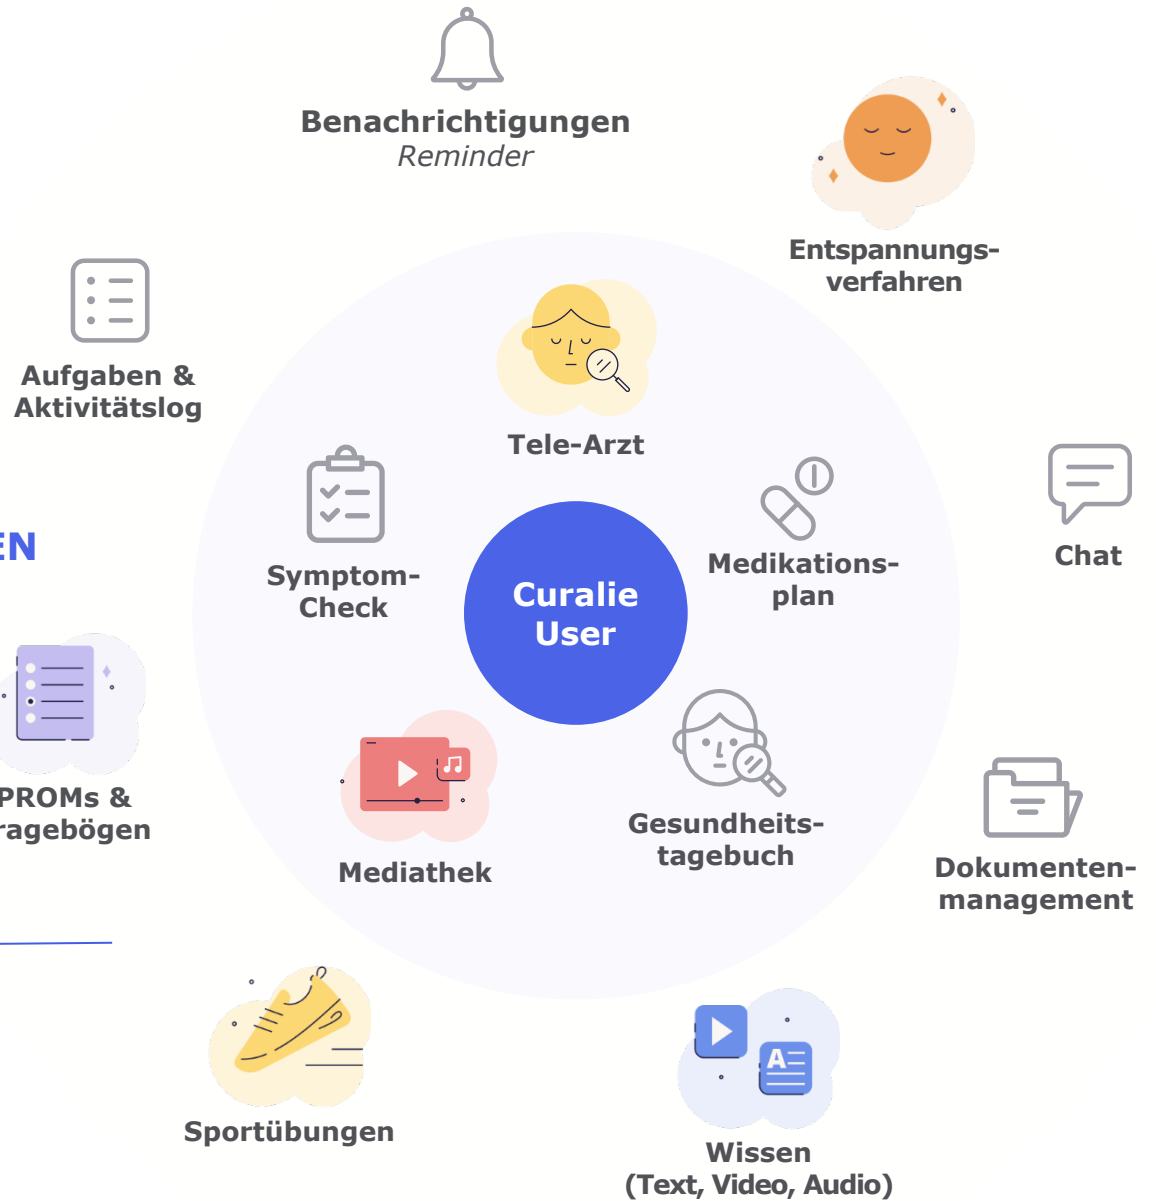 Benachrichtigungen
Reminder
Entspannungs-
verfahren
Aufgaben &
Aktivitätslog
Tele-Arzt
Symptom-
Check
Medikations-
plan
Chat
EN
Curalie
User
PROMs &
ragebögen
Mediathek
Gesundheits-
tagebuch
Dokumenten-
management
Sportübungen
Wissen
(Text, Video, Audio)
A